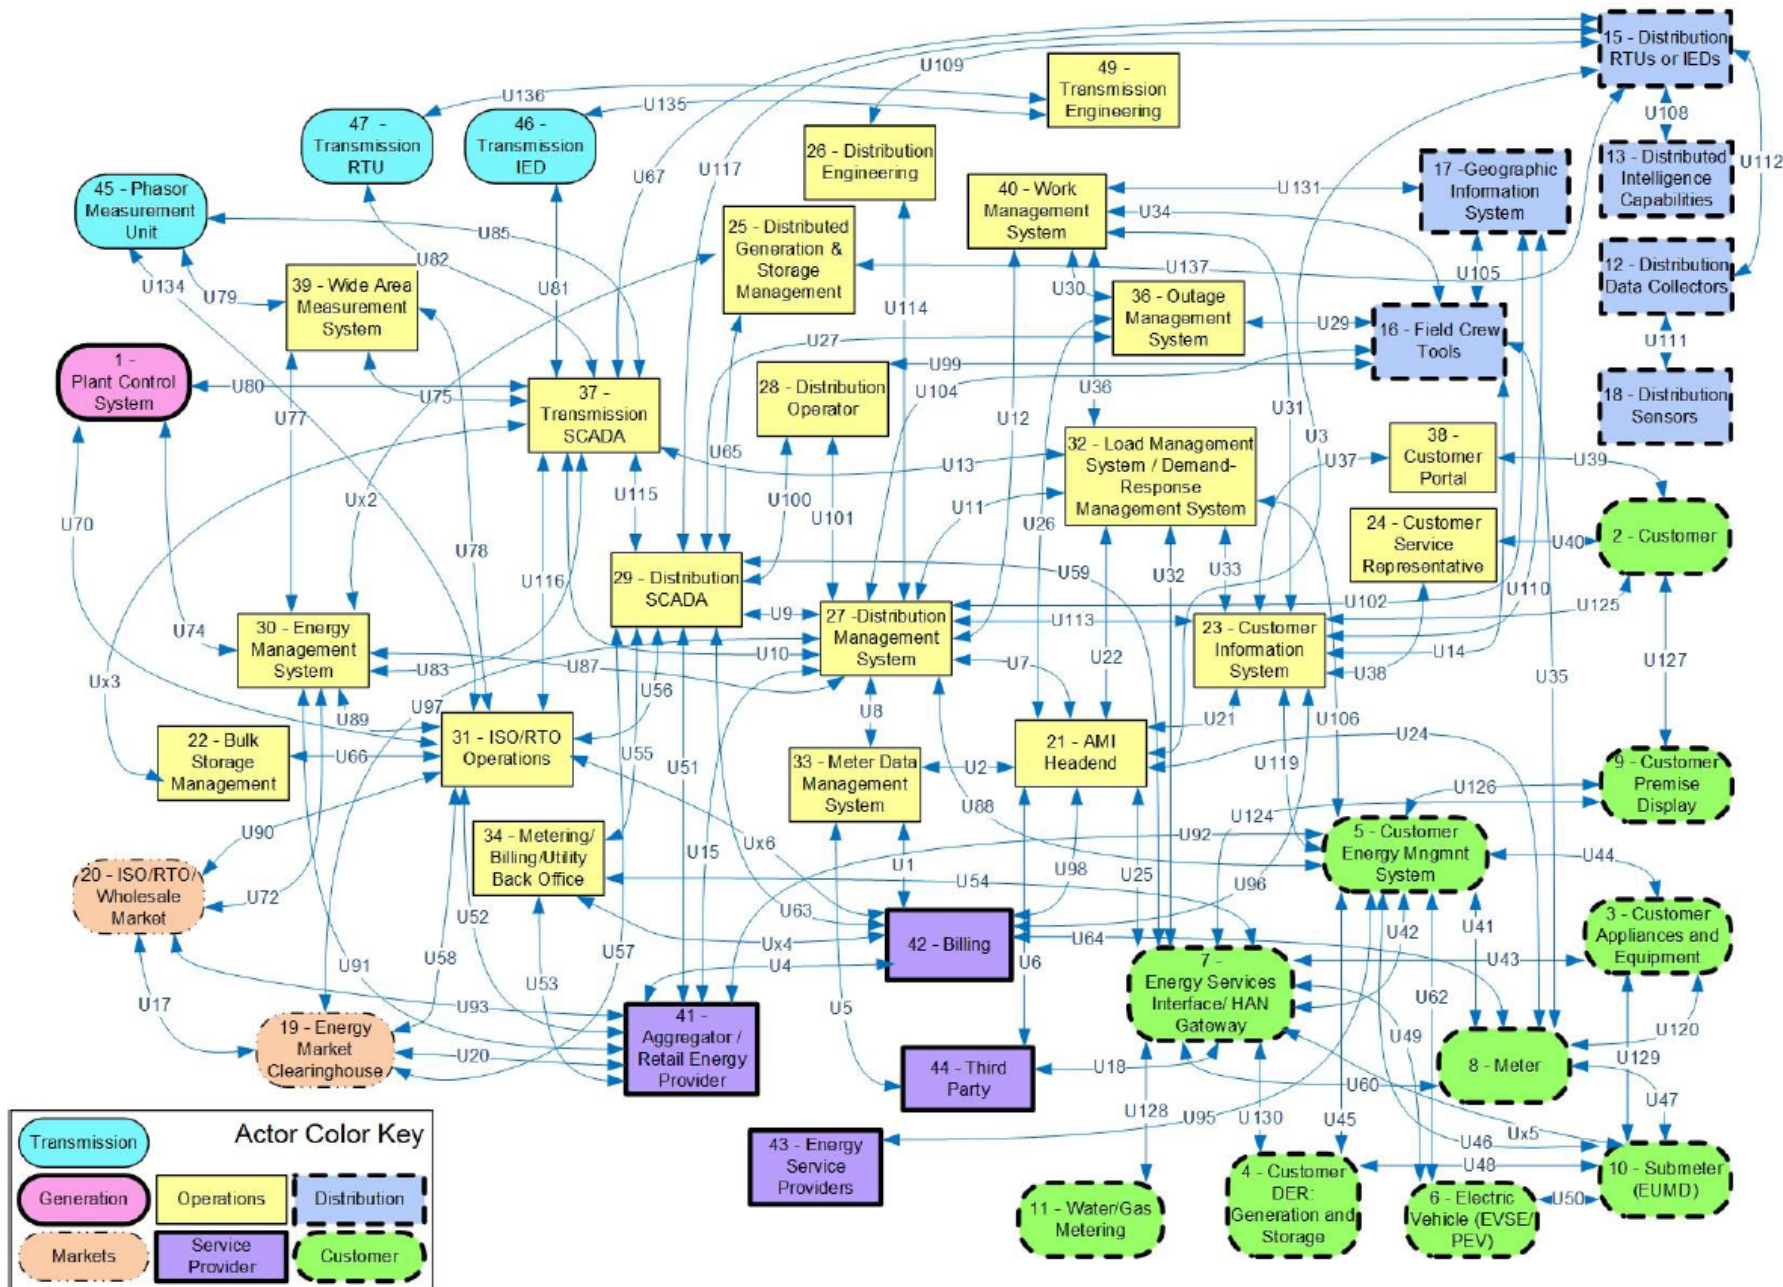 15 - Distribution
RTUs or IEDs
U109
49 -
Transmission
Engineering
U136
U135
U108
U112
47 -
Transmission
RTU
46 -
Transmission
IED
U67
U117
26 - Distribution
Engineering
17 -Geographic
Information
System
13 - Distributed
Intelligence
Capabilities
45 - Phasor
Measurement
Unit
40 - Work
Management
System
U131
U34
25 - Distributed
Generation &
Storage
Management
U85
U82
U134
U79
39 - Wide Area
Measurement
System
U81
U114
U137
U105
12 - Distribution
Data Collectors
U30
36 - Outage
Management
System
U29
16 - Field Crew
Tools
U111
U27
1 -
Plant Control
System
U80
U75
U77
37 -
Transmission
SCADA
28 - Distribution
Operator
U99
U104
U36
U12
U31
U3
18 - Distribution
Sensors
U65
U13
32 - Load Management
System / Demand-
Response
Management System
U37
38 -
Customer
Portal
U39
U115
U100
U101
U11
U26
Ux2
U70
U78
24 - Customer
Service
Representative
U40
2 - Customer
29 - Distribution
SCADA
U59
U32
U33
U116
U110
U102
U125
U9
27 -Distribution
Management
System
U113
23 - Customer
Information
System
U74
30 - Energy
Management
System
U83
U87
U10
U7
U22
U14
U38
U35
U127
Ux3
U97
U89
U56
U8
U21
U106
22 - Bulk
Storage
Management
U66
31 - ISO/RTO
Operations
U55
U51
33 - Meter Data
Management
System
U2
21 - AMI
Headend
U24
U119
9 - Customer
Premise
Display
U88
U124
U126
U90
34 - Metering/
Billing/Utility
Back Office
U15
Ux6
U1
U98
U92
U25
U96
5 - Customer
Energy Mngmnt
System
U44
20 - ISO/RTO/
Wholesale
Market
U72
U52
U54
U63
42 - Billing
U64
U42
U41
3 - Customer
Appliances and
Equipment
U91
U58
U57
Ux4
U53
U4
U6
7 -
Energy Services
Interface/ HAN
Gateway
U43
U62
U17
U93
U5
U49
19 - Energy
Market
Clearinghouse
U20
41 -
Aggregator /
Retail Energy
Provider
44 - Third
Party
U18
U60
8 - Meter
U120
U129
U47
U128
U130
U95
U45
U46
Ux5
43 - Energy
Service
Providers
4 - Customer
DER:
Generation and
Storage
U48
10 - Submeter
(EUMD)
11 - Water/Gas
Metering
6 - Electric
Vehicle (EVSE/
PEV)
U50
Actor Color Key
Transmission
Generation
Operations
Distribution
Markets
Service
Provider
Customer